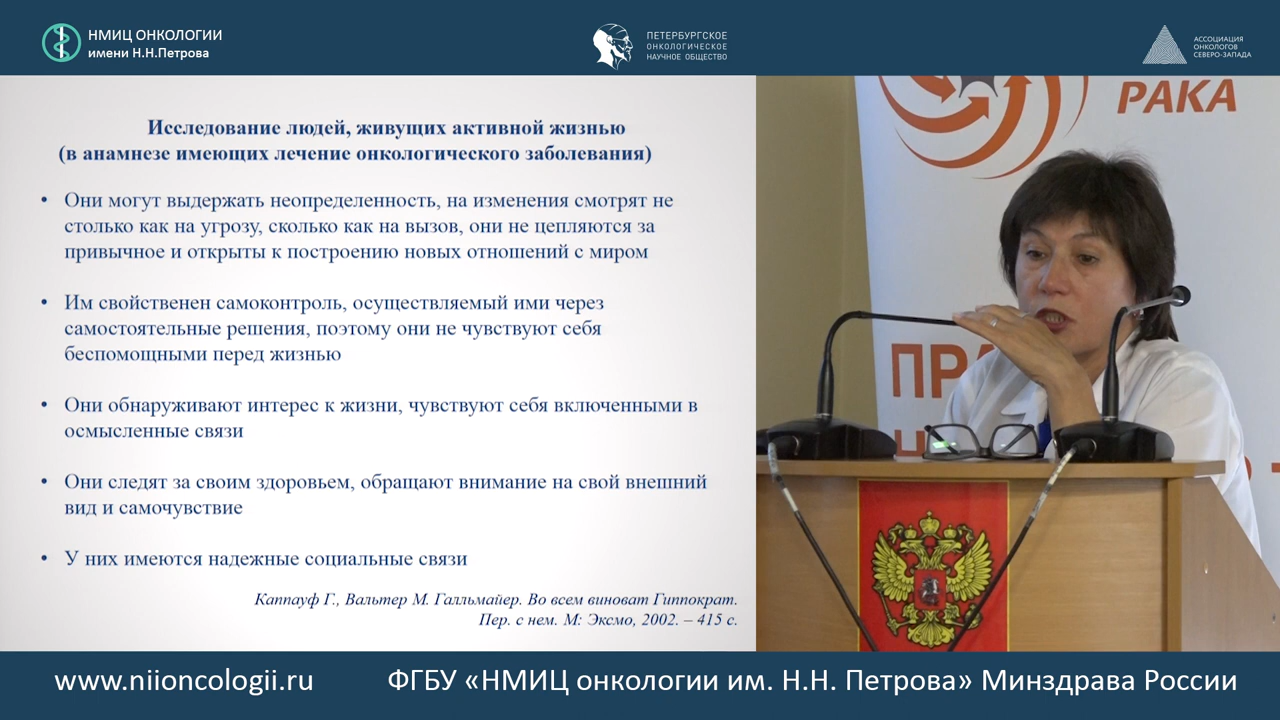 НМИЦ ОНКОЛОГИИ
имени Н.Н.Петрова
ПЕТЕРБУРГСКОЕ
ОНКОЛОГИЧЕСКОЕ
НАУЧНОЕ ОБЩЕСТВО
АССОЦИАЦИЯ
ОНКОЛОГОВ
СЕВЕРО-ЗАПАДА
Исследование людей, живущих активной жизнью
(в анамнезе имеющих лечение онкологического заболевания)
• Они могут выдержать неопределенность, на изменения смотрят не
столько как на угрозу, сколько как на вызов, они не цепляются за
привычное и открыты к построению новых отношений с миром
• Им свойственен самоконтроль, осуществляемый ими через
самостоятельные решения, поэтому они не чувствуют себя
беспомощными перед жизнью
• Они обнаруживают интерес к жизни, чувствуют себя включенными в
осмысленные связи
• Они следят за своим здоровьем, обращают внимание на свой внешний
вид и самочувствие
• У них имеются надежные социальные связи
Каппауф Г., Вальтер М. Галльмайер. Во всем виноват Гиппократ.
Пер. с нем. М: Эксмо, 2002. – 415 с.
РАКА
www.niioncologii.ru
ФГБУ «НМИЦ онкологии им. Н.Н. Петрова» Минздрава России